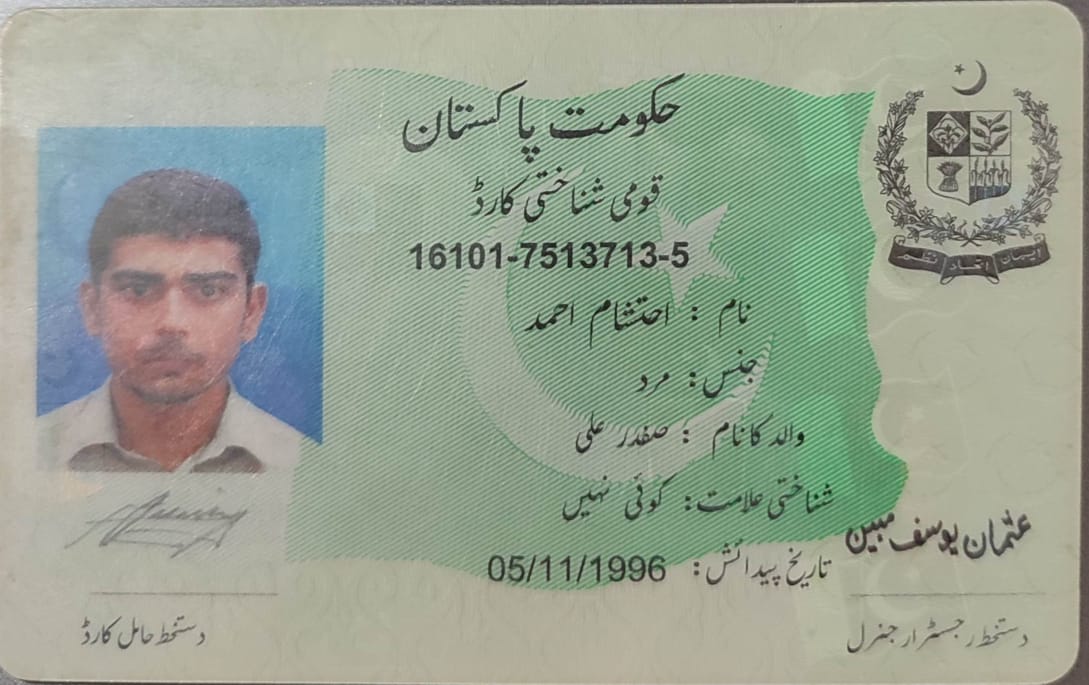 حکومت پاکستان
قومی شناختی کارڈ
16101-7513713-5
نام : احتشام احمد
جنس: مرد
والد کا نام : صفدر علی
شناختی علامت: کوئی نہیں
تاریخ پیدائش: 05/11/1996
ایمان اتحاد نظم
عثمان یوسف مبین
دستخط رجسٹرار جنرل
دستخط حامل کارڈ